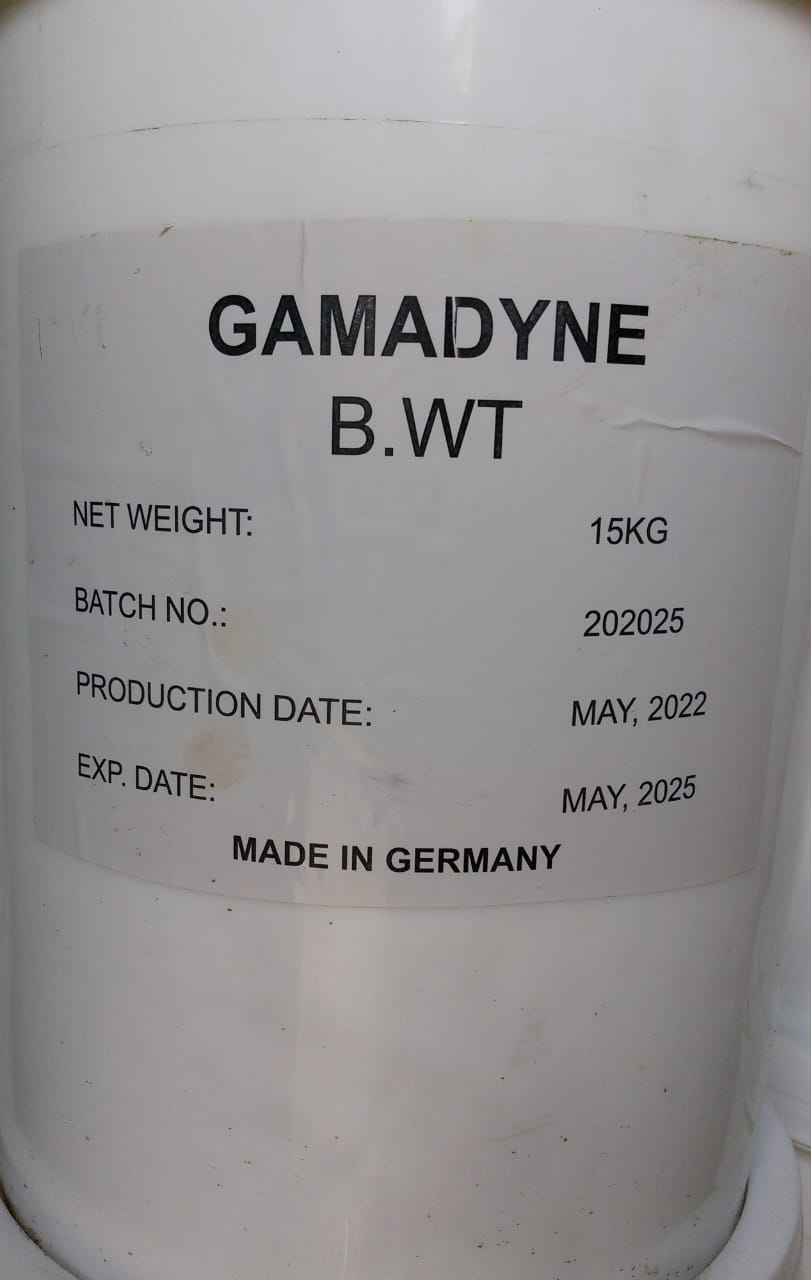 GAMADYNE
B.WT
NET WEIGHT: 15KG
BATCH NO.: 202025
PRODUCTION DATE: MAY, 2022
EXP. DATE: MAY, 2025
MADE IN GERMANY